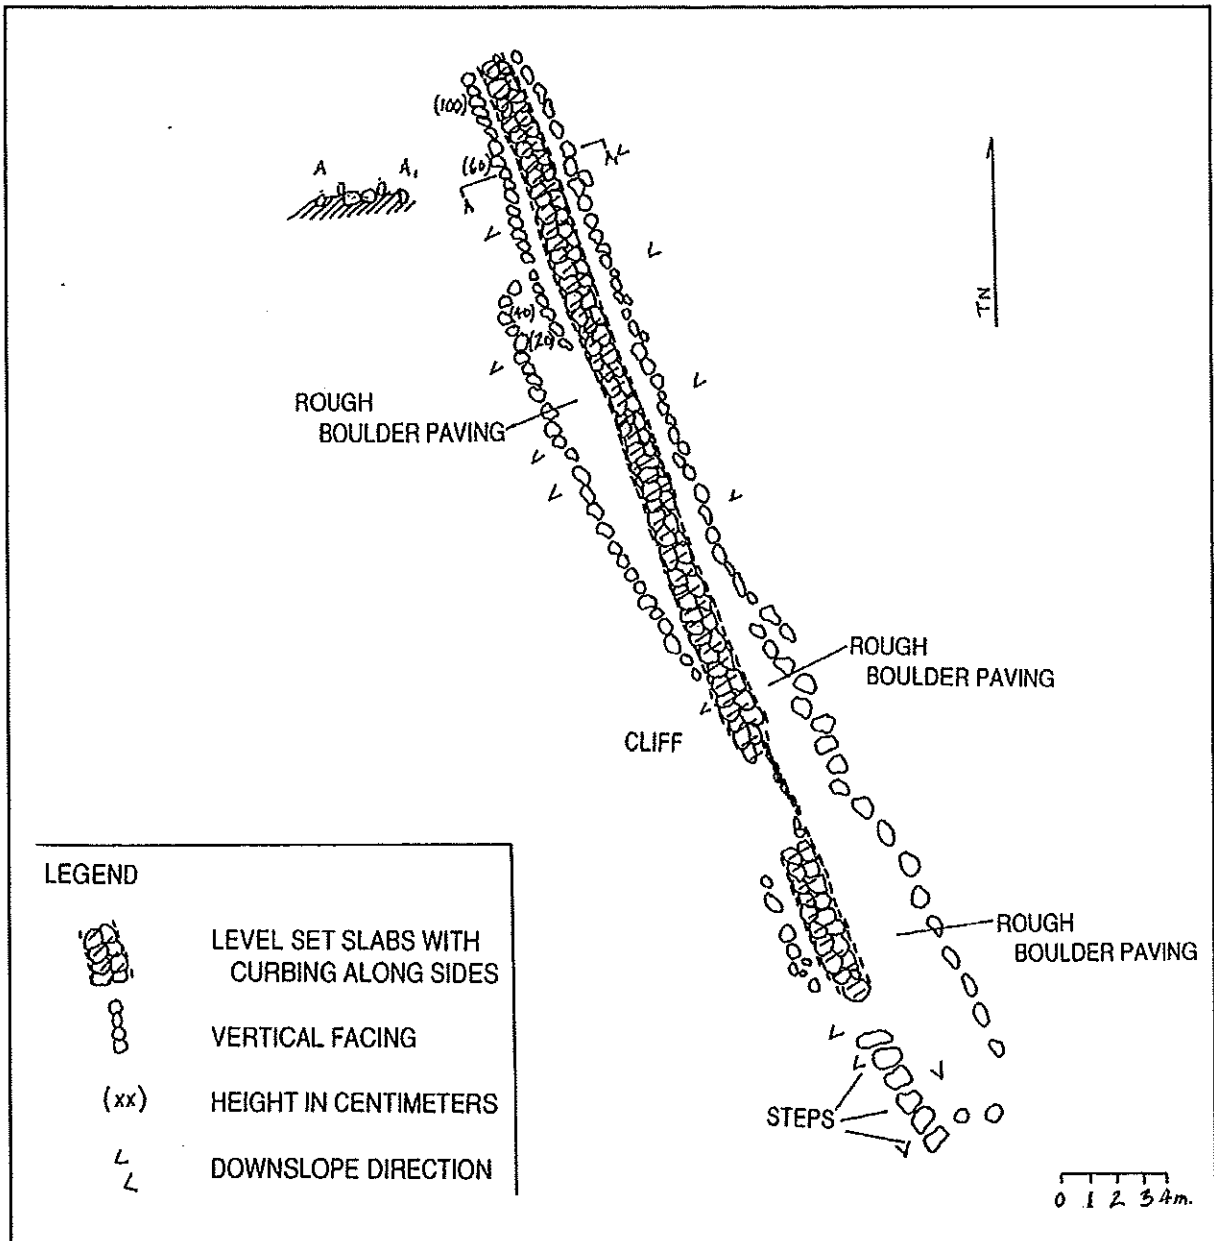 (100)
(60)
A A₁
A A₁
TN
(40)
(20)
ROUGH
BOULDER PAVING
ROUGH
BOULDER PAVING
CLIFF
ROUGH
BOULDER PAVING
STEPS
LEGEND
LEVEL SET SLABS WITH
CURBING ALONG SIDES
VERTICAL FACING
(xx) HEIGHT IN CENTIMETERS
DOWNSLOPE DIRECTION
0 1 2 3 4m.